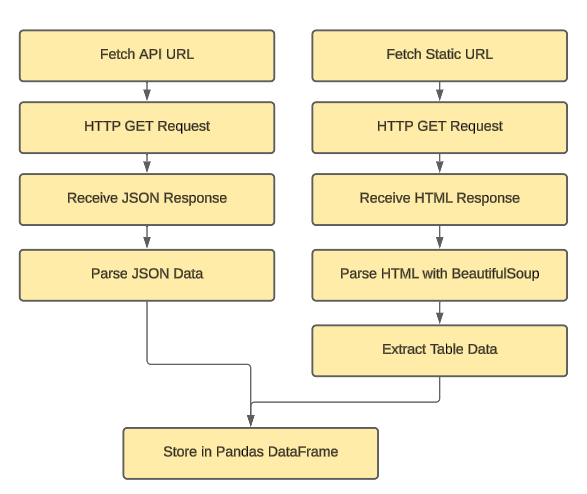 Fetch API URL
Fetch Static URL
HTTP GET Request
HTTP GET Request
Receive JSON Response
Receive HTML Response
Parse JSON Data
Parse HTML with BeautifulSoup
Extract Table Data
Store in Pandas DataFrame